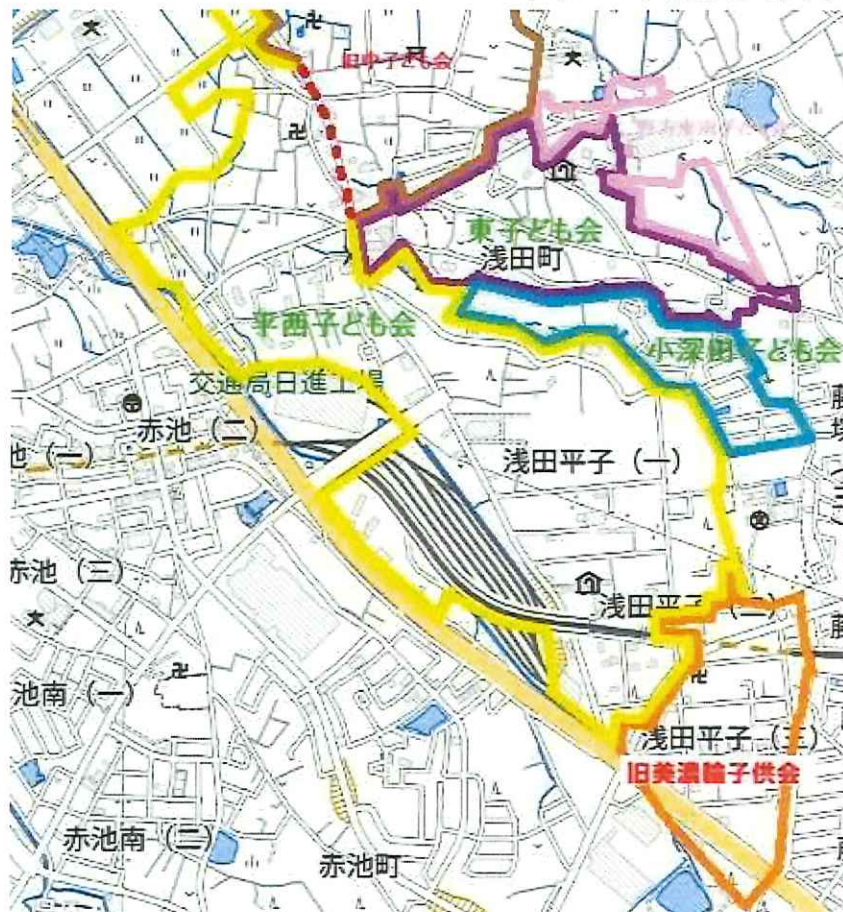 旧中子ども会
東子ども会
浅田町
平西子ども会
小深田子ども会
交通局日進工場
赤池（二）
池（一）
浅田平子（一）
赤池（三）
浅田平子（二）
池南（一）
浅田平子（三）
旧美濃輪子供会
赤池南（二）
赤池町